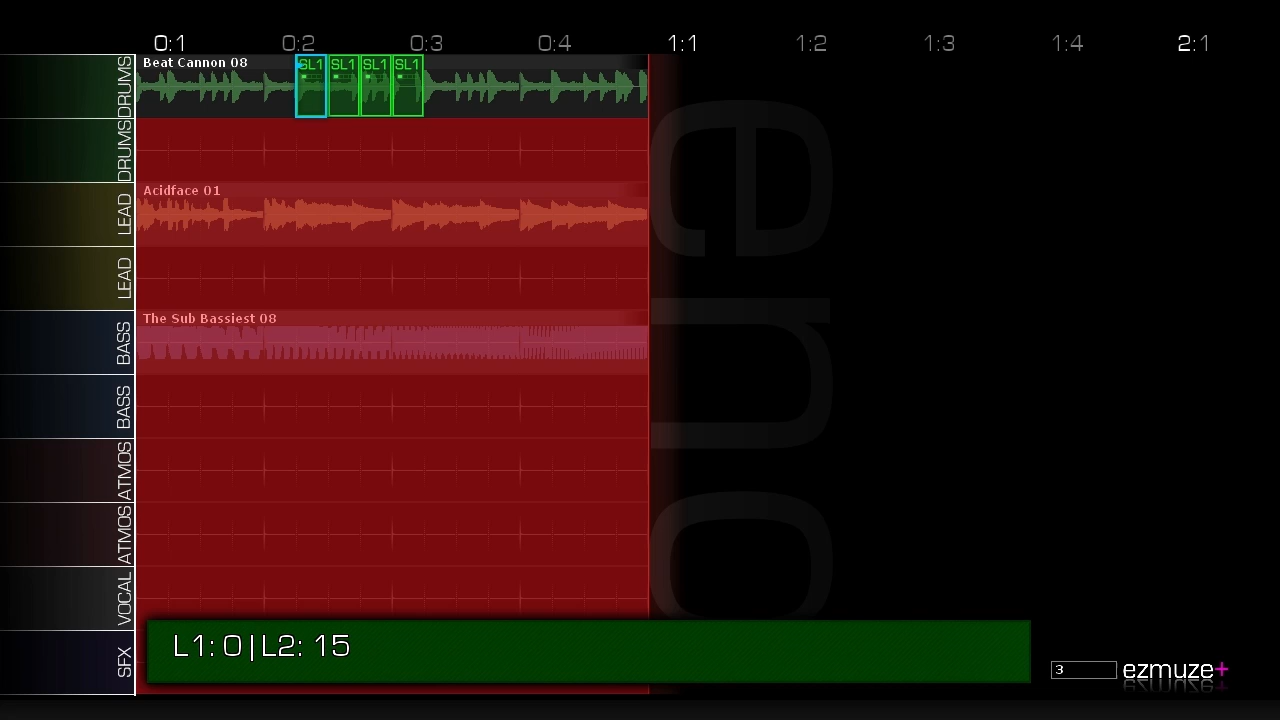 0:1 0:2 0:3 0:4 1:1 1:2 1:3 1:4 2:1
DRUMS
Beat Cannon 08
SL1 SL1 SL1 SL1
DRUMS
LEAD
Acidface 01
LEAD
BASS
The Sub Bassiest 08
BASS
ATMOS
ATMOS
VOCAL
SFX
L1: 0|L2: 15
3
ezmuze+